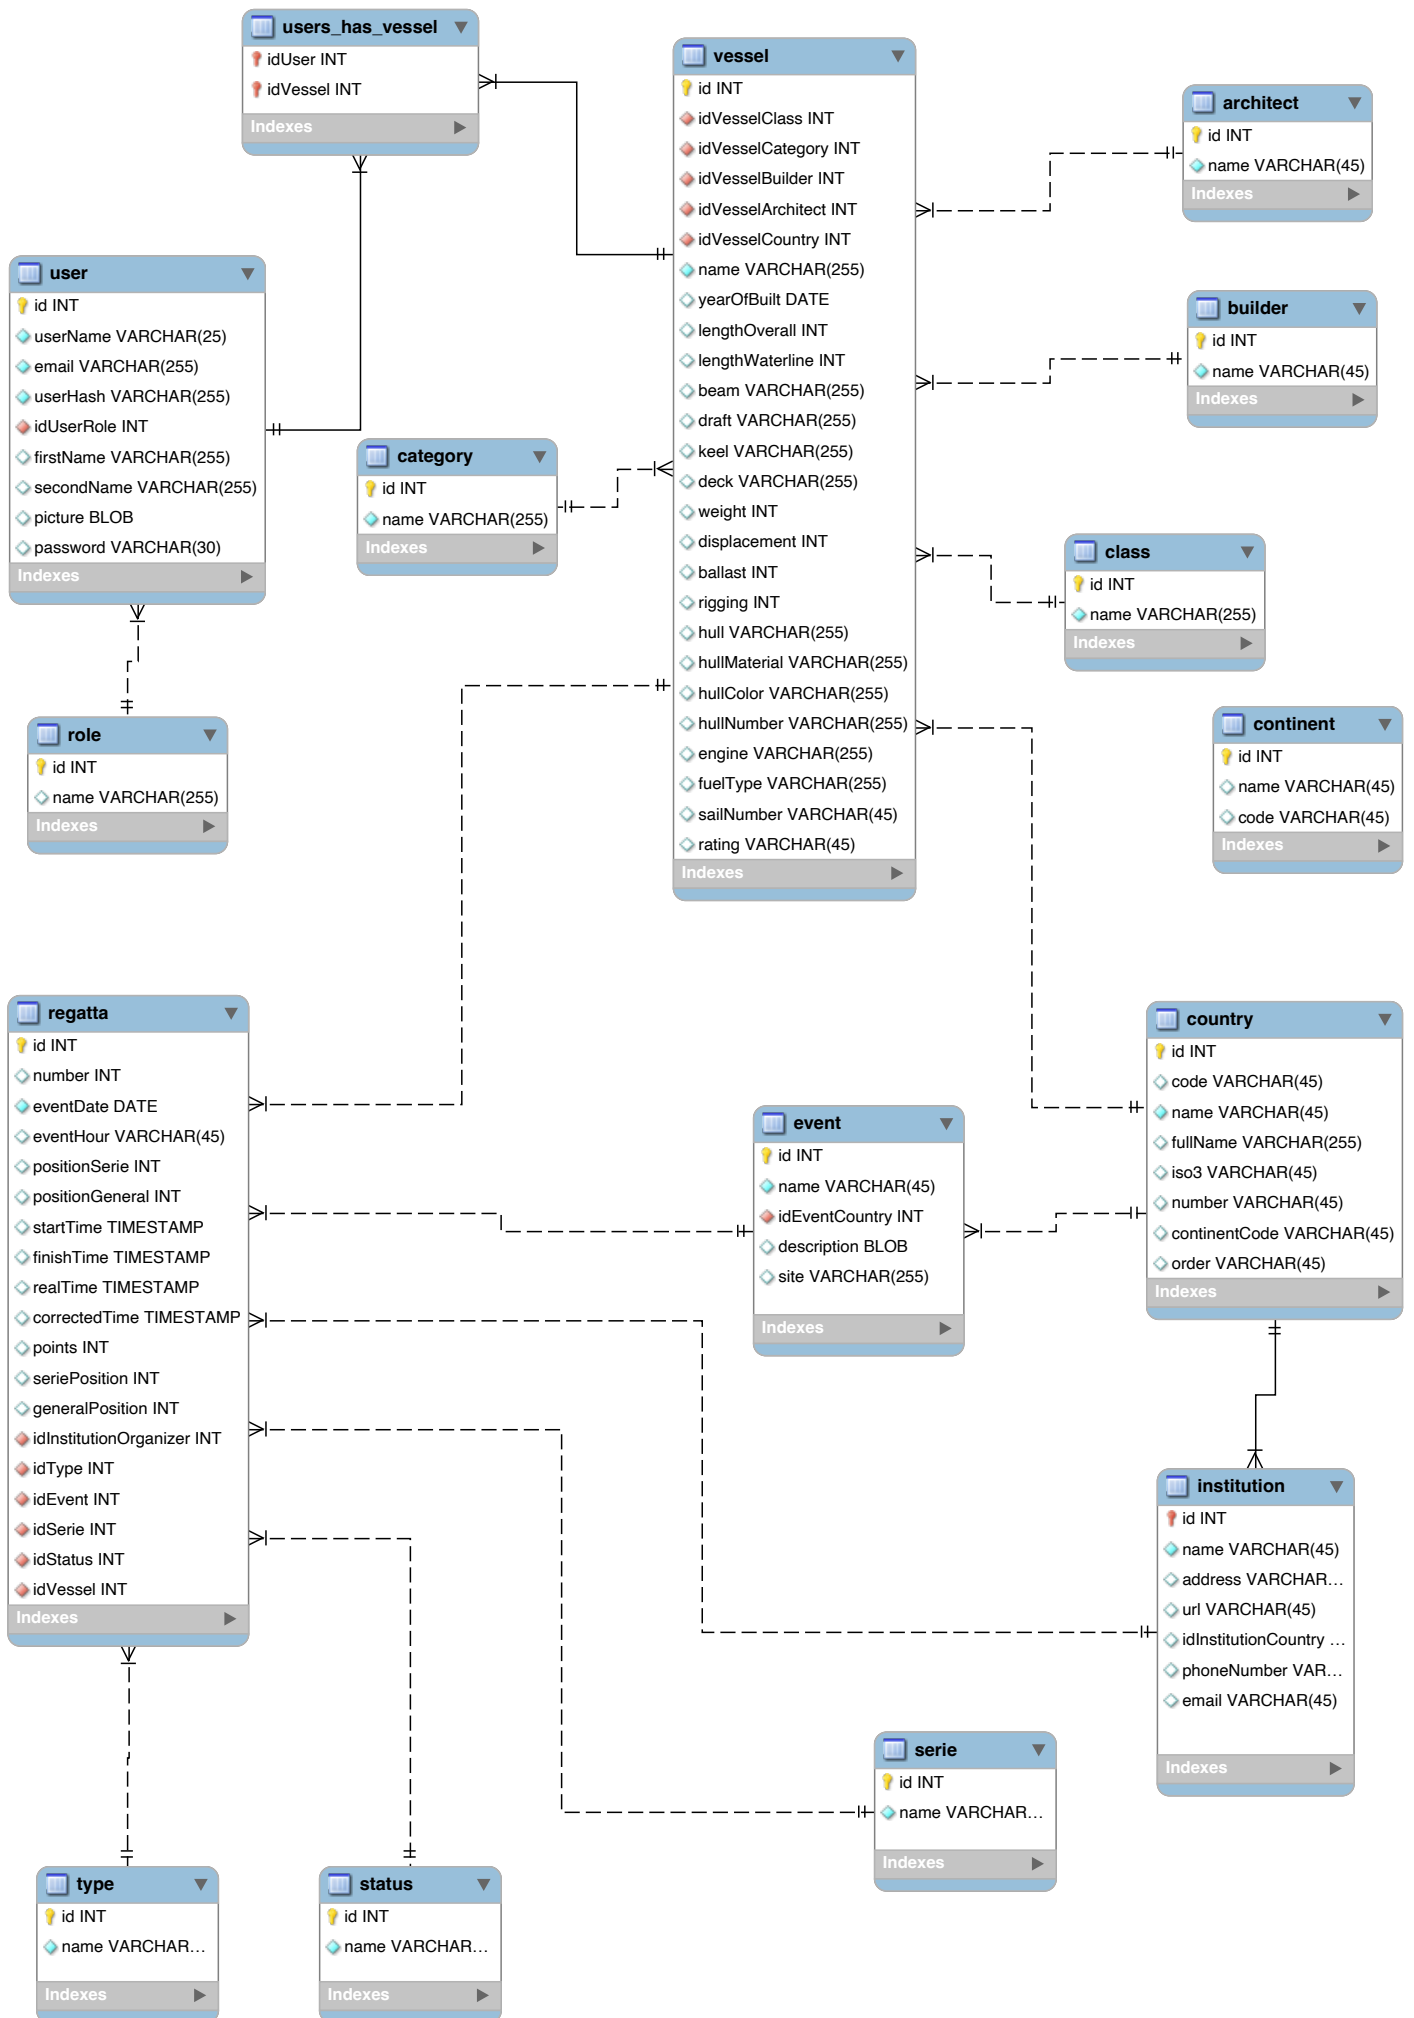 users_has_vessel
idUser INT
idVessel INT
Indexes
vessel
id INT
idVesselClass INT
idVesselCategory INT
idVesselBuilder INT
idVesselArchitect INT
idVesselCountry INT
name VARCHAR(255)
yearOfBuilt DATE
lengthOverall INT
lengthWaterline INT
beam VARCHAR(255)
draft VARCHAR(255)
keel VARCHAR(255)
deck VARCHAR(255)
weight INT
displacement INT
ballast INT
rigging INT
hull VARCHAR(255)
hullMaterial VARCHAR(255)
hullColor VARCHAR(255)
hullNumber VARCHAR(255)
engine VARCHAR(255)
fuelType VARCHAR(255)
sailNumber VARCHAR(45)
rating VARCHAR(45)
Indexes
architect
id INT
name VARCHAR(45)
Indexes
user
id INT
userName VARCHAR(25)
email VARCHAR(255)
userHash VARCHAR(255)
idUserRole INT
firstName VARCHAR(255)
secondName VARCHAR(255)
picture BLOB
password VARCHAR(30)
Indexes
builder
id INT
name VARCHAR(45)
Indexes
category
id INT
name VARCHAR(255)
Indexes
class
id INT
name VARCHAR(255)
Indexes
role
id INT
name VARCHAR(255)
Indexes
continent
id INT
name VARCHAR(45)
code VARCHAR(45)
Indexes
regatta
id INT
number INT
eventDate DATE
eventHour VARCHAR(45)
positionSerie INT
positionGeneral INT
startTime TIMESTAMP
finishTime TIMESTAMP
realTime TIMESTAMP
correctedTime TIMESTAMP
points INT
seriePosition INT
generalPosition INT
idInstitutionOrganizer INT
idType INT
idEvent INT
idSerie INT
idStatus INT
idVessel INT
Indexes
country
id INT
code VARCHAR(45)
name VARCHAR(45)
fullName VARCHAR(255)
iso3 VARCHAR(45)
number VARCHAR(45)
continentCode VARCHAR(45)
order VARCHAR(45)
Indexes
event
id INT
name VARCHAR(45)
idEventCountry INT
description BLOB
site VARCHAR(255)
Indexes
institution
id INT
name VARCHAR(45)
address VARCHAR...
url VARCHAR(45)
idInstitutionCountry ...
phoneNumber VAR...
email VARCHAR(45)
Indexes
serie
id INT
name VARCHAR...
Indexes
type
id INT
name VARCHAR...
Indexes
status
id INT
name VARCHAR...
Indexes